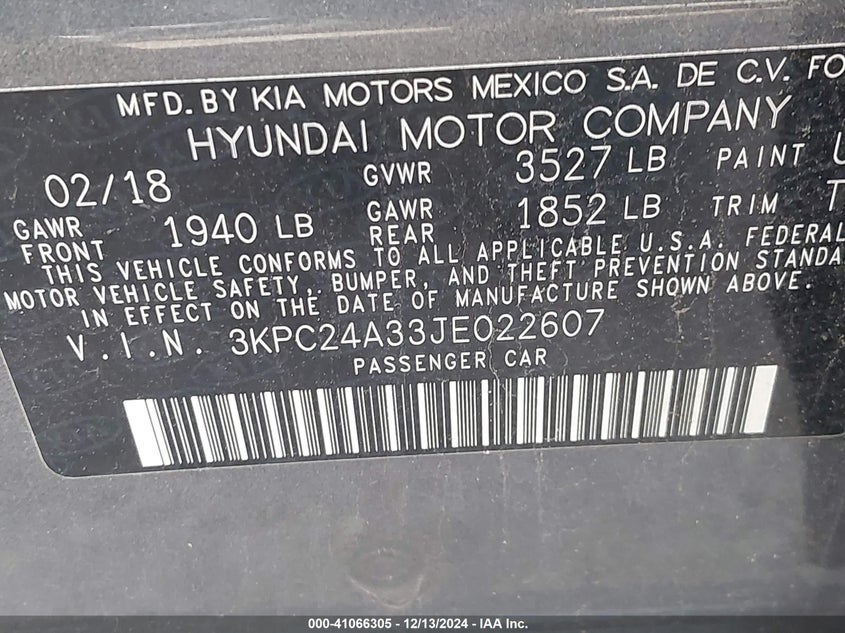 MFD. BY KIA MOTORS MEXICO S.A. DE C.V. FO
HYUNDAI MOTOR COMPANY
02/18 GVWR 3527 LB PAINT
GAWR FRONT 1940 LB GAWR REAR 1852 LB TRIM T
THIS VEHICLE CONFORMS TO ALL APPLICABLE U.S.A. FEDERAL
MOTOR VEHICLE SAFETY, BUMPER, AND THEFT PREVENTION STANDA
IN EFFECT ON THE DATE OF MANUFACTURE SHOWN ABOVE.
V.I.N. 3KPC24A33JE022607
PASSENGER CAR
000-41066305 - 12/13/2024 - IAA Inc.